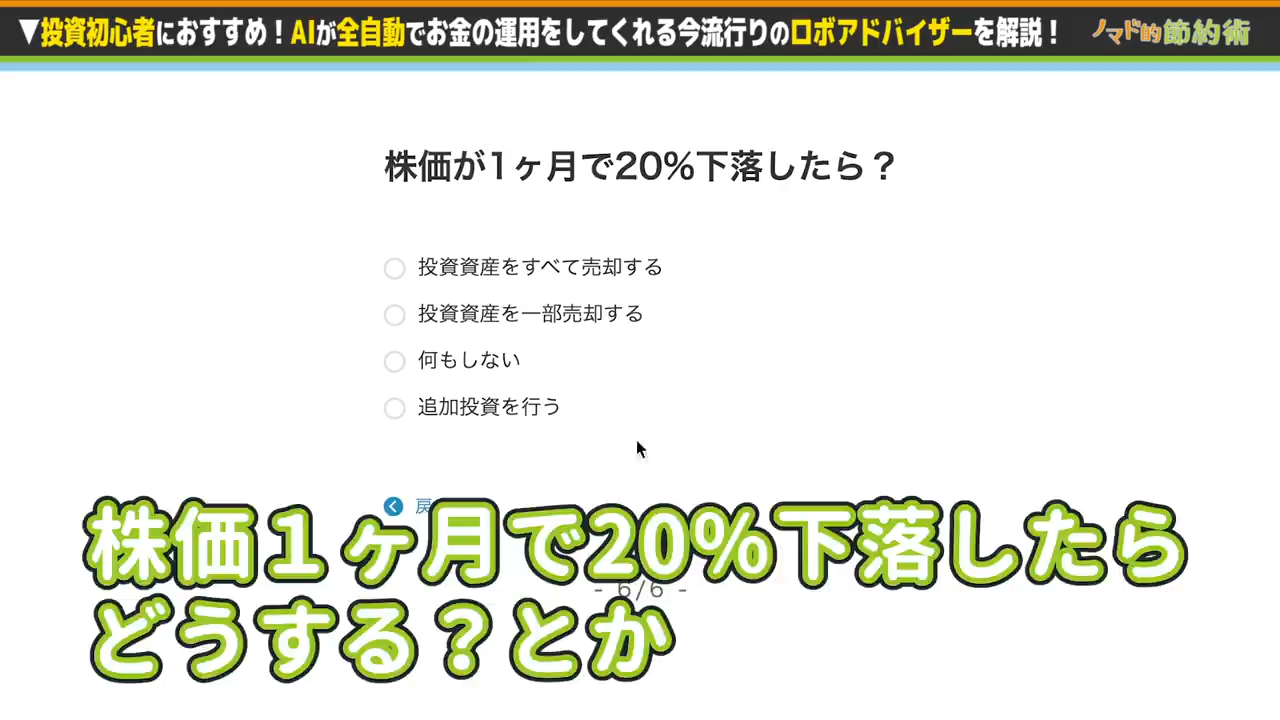 ▼投資初心者におすすめ！AIが全自動でお金の運用をしてくれる今流行りのロボアドバイザーを解説！ ノマド的節約術
株価が1ヶ月で20%下落したら？
投資資産をすべて売却する
投資資産を一部売却する
何もしない
追加投資を行う
戻
株価１ヶ月で20%下落したら
- 6/6 -
どうする？とか